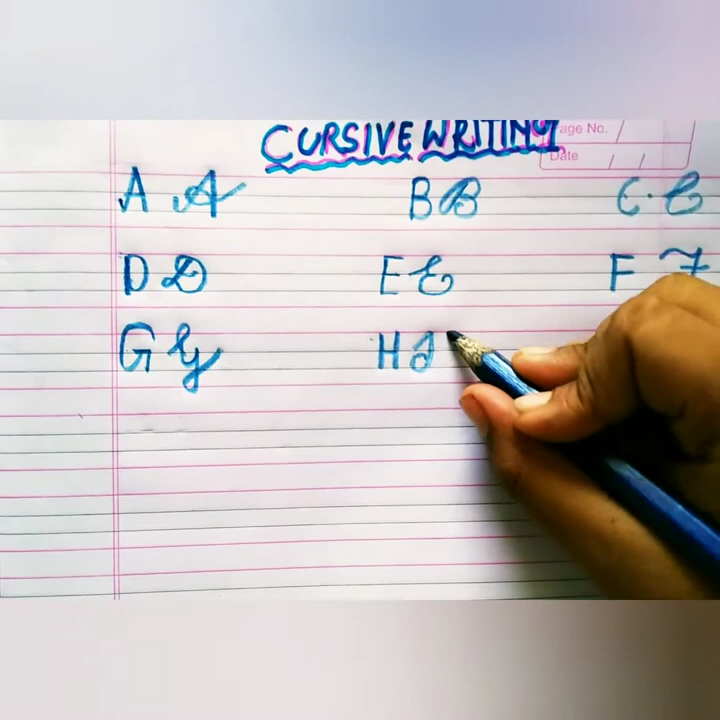 CURSIVE WRITING
Page No.
Date
A A B B C. C
D D E E F F
G G H